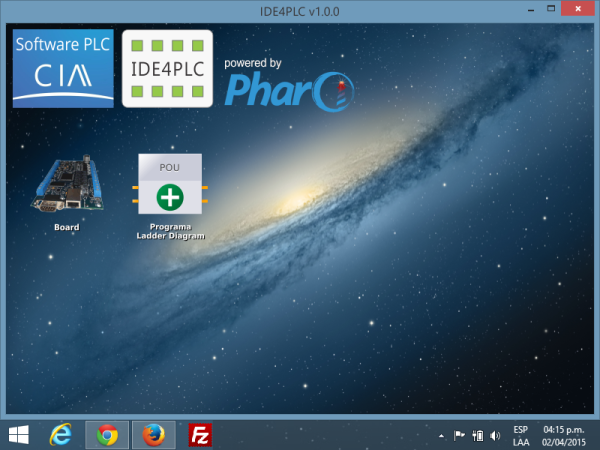 IDE4PLC v1.0.0
Software PLC
CIAA
IDE4PLC
powered by
Pharo
POU
Board
Programa
Ladder Diagram
ESP
LAA
04:15 p.m.
02/04/2015